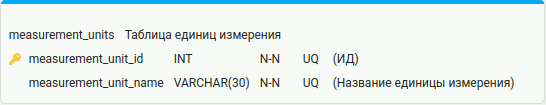 measurement_units Таблица единиц измерения
measurement_unit_id INT N-N UQ (ИД)
measurement_unit_name VARCHAR(30) N-N UQ (Название единицы измерения)